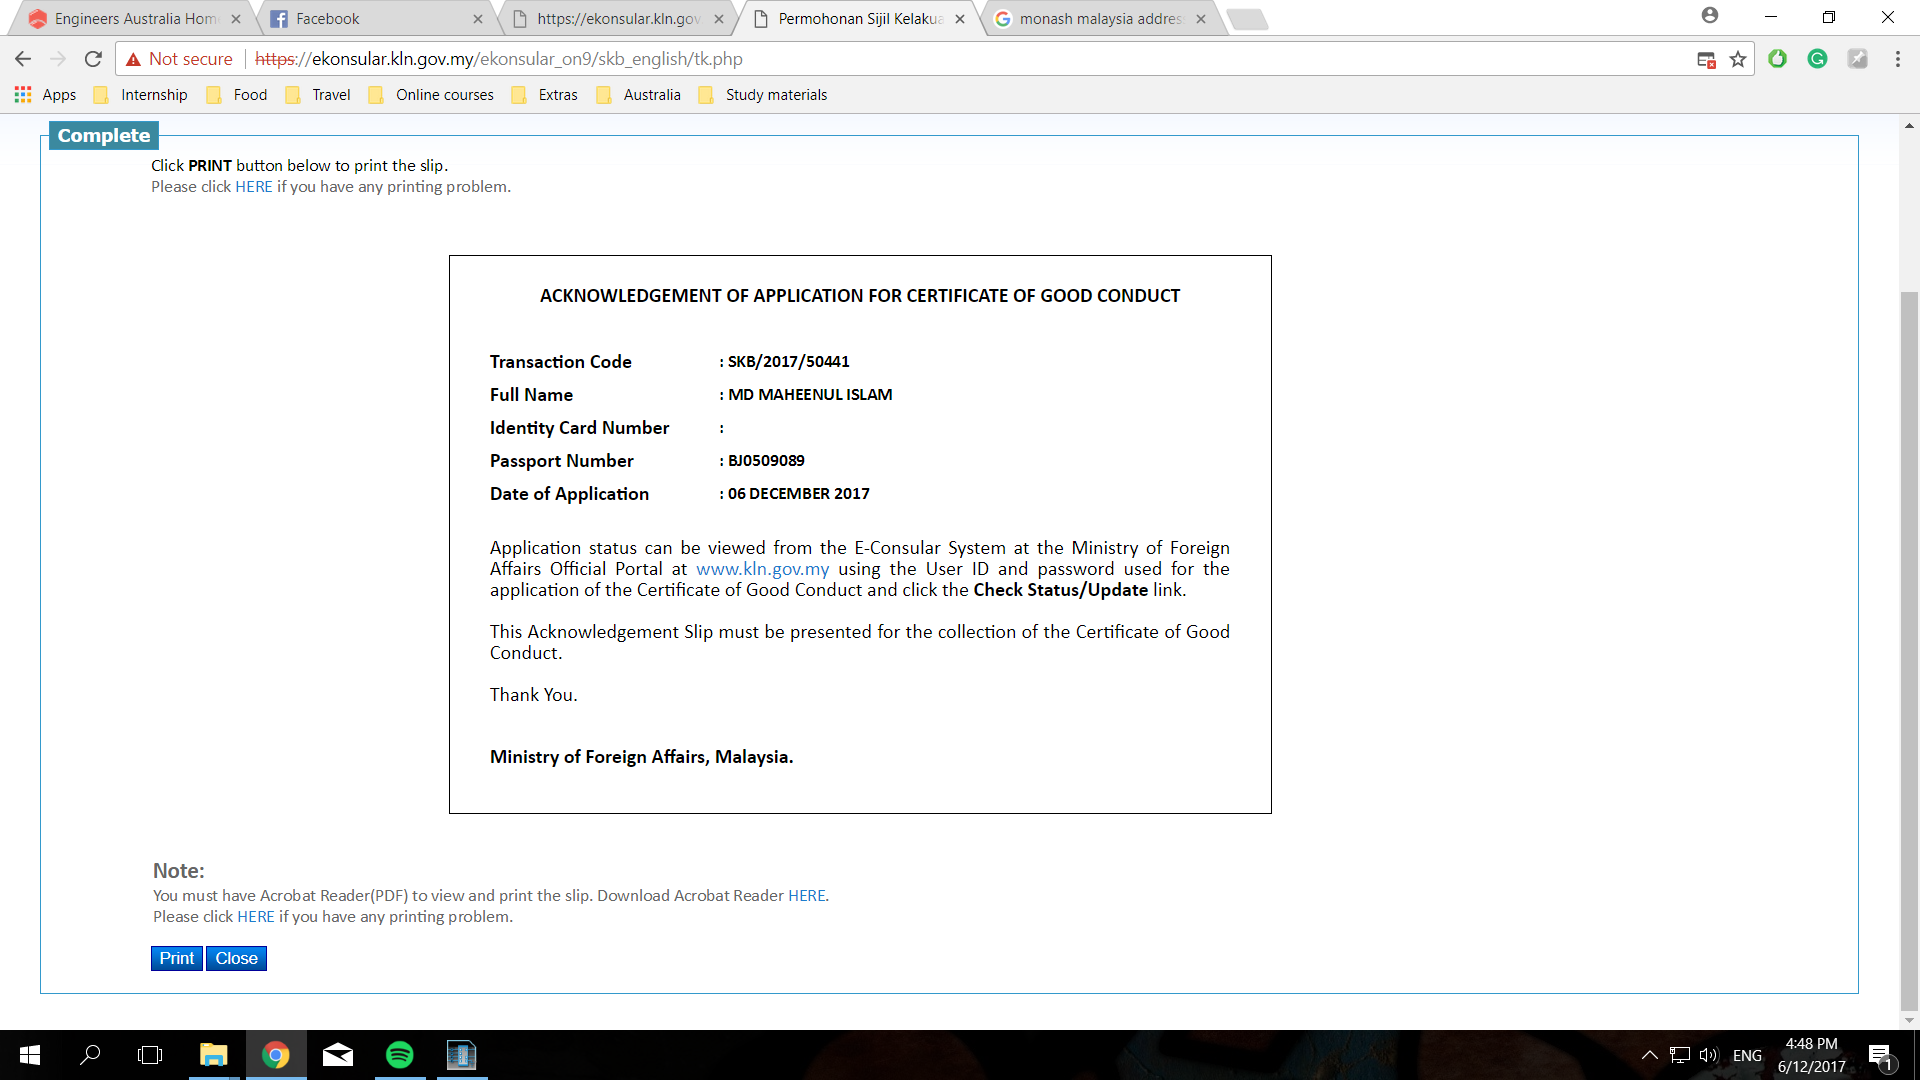 Engineers Australia Hom
Facebook
https://ekonsular.kln.gov
Permohonan Sijil Kelakua
monash malaysia addres
Not secure
https://ekonsular.kln.gov.my/ekonsular_on9/skb_english/tk.php
Apps Internship Food Travel Online courses Extras Australia Study materials
Complete
Click PRINT button below to print the slip.
Please click HERE if you have any printing problem.
ACKNOWLEDGEMENT OF APPLICATION FOR CERTIFICATE OF GOOD CONDUCT
Transaction Code : SKB/2017/50441
Full Name : MD MAHEENUL ISLAM
Identity Card Number :
Passport Number : BJ0509089
Date of Application : 06 DECEMBER 2017
Application status can be viewed from the E-Consular System at the Ministry of Foreign
Affairs Official Portal at www.kln.gov.my using the User ID and password used for the
application of the Certificate of Good Conduct and click the Check Status/Update link.
This Acknowledgement Slip must be presented for the collection of the Certificate of Good
Conduct.
Thank You.
Ministry of Foreign Affairs, Malaysia.
Note:
You must have Acrobat Reader(PDF) to view and print the slip. Download Acrobat Reader HERE.
Please click HERE if you have any printing problem.
Print Close
ENG
4:48 PM
6/12/2017
1